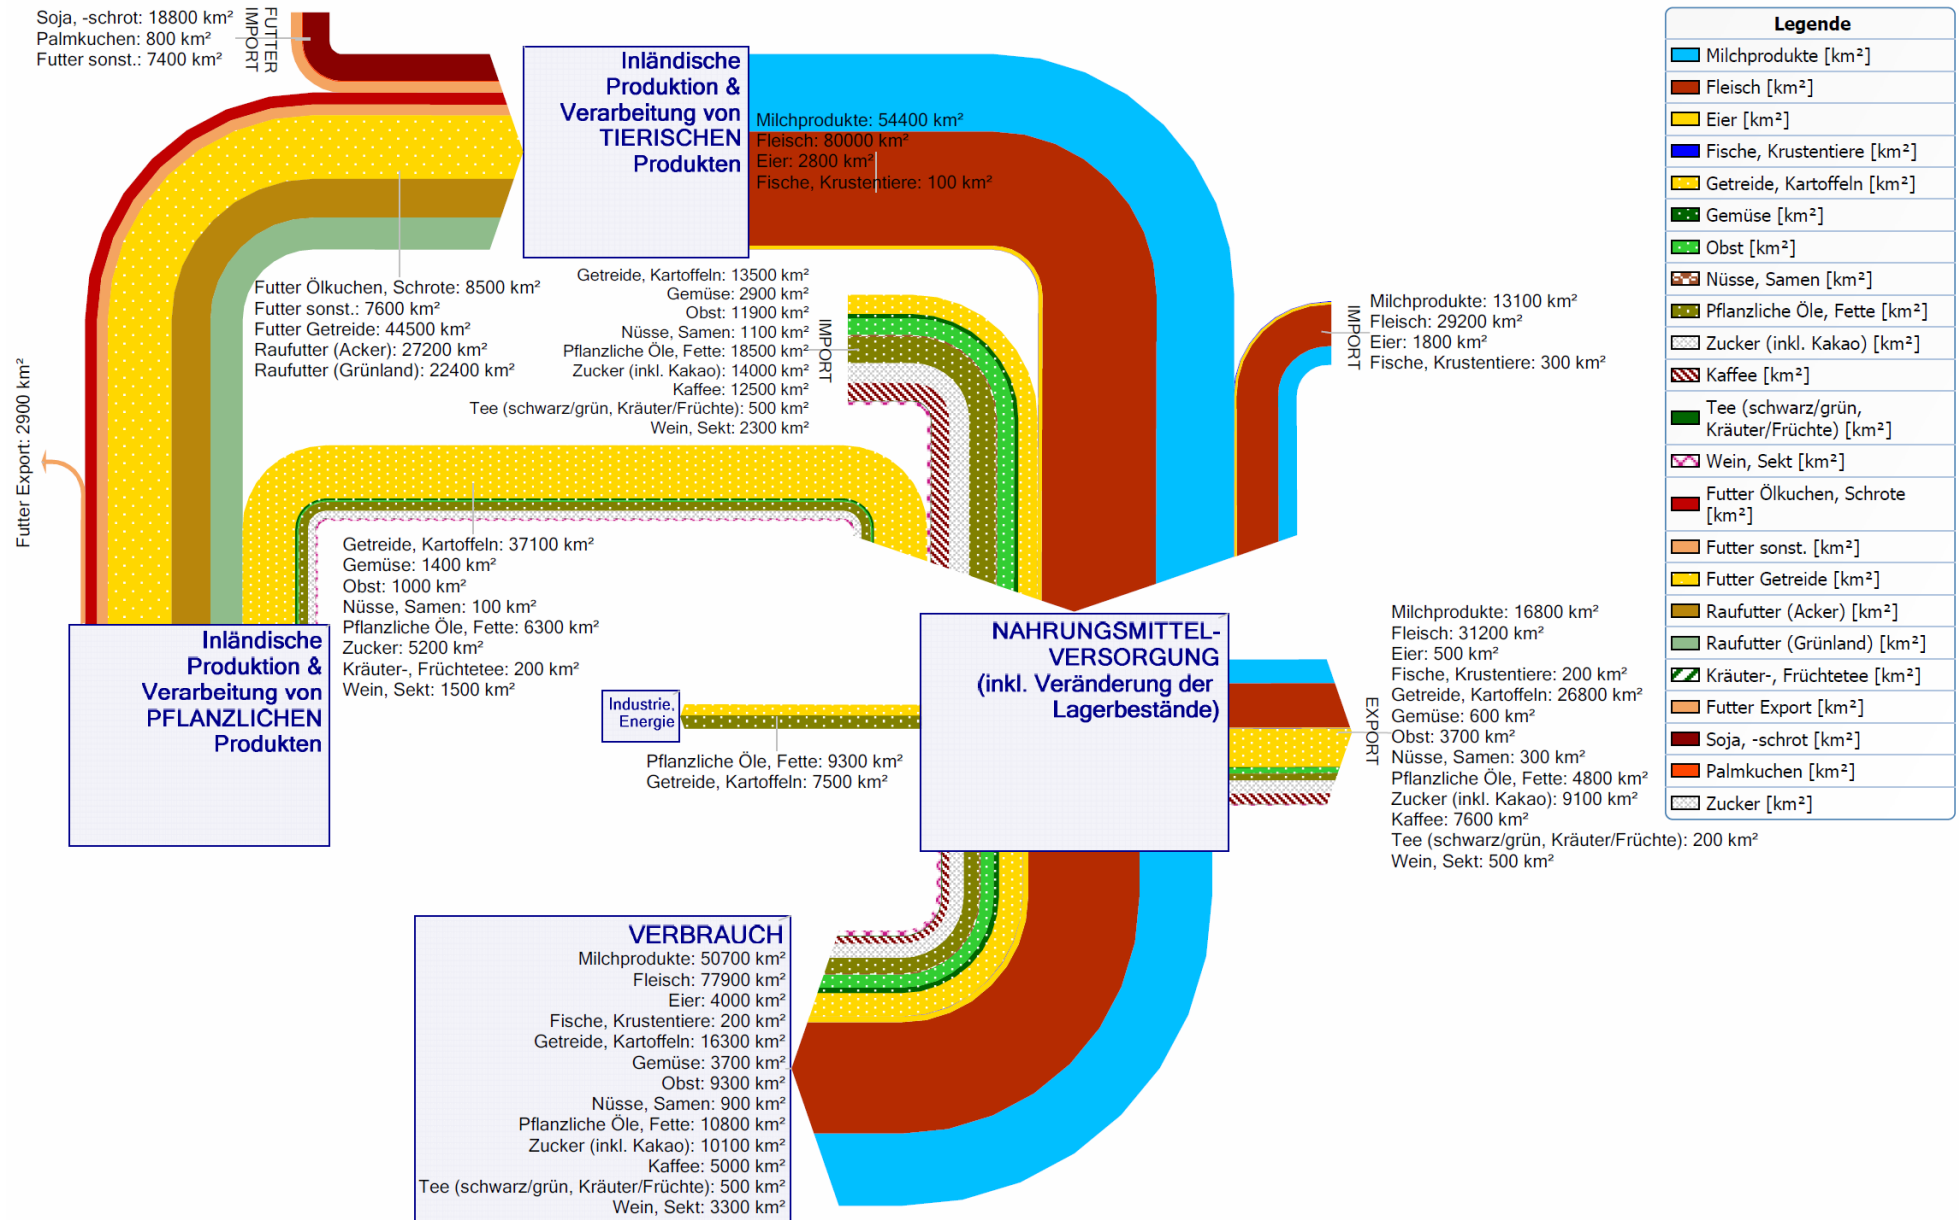 Soja, -schrot: 18800 km²
Palmkuchen: 800 km²
Futter sonst.: 7400 km²
FUTTER
IMPORT
Inländische
Produktion &
Verarbeitung von
TIERISCHEN
Produkten
Milchprodukte: 54400 km²
Fleisch: 80000 km²
Eier: 2800 km²
Fische, Krustentiere: 100 km²
Futter Ölkuchen, Schrote: 8500 km²
Futter sonst.: 7600 km²
Futter Getreide: 44500 km²
Raufutter (Acker): 27200 km²
Raufutter (Grünland): 22400 km²
Getreide, Kartoffeln: 13500 km²
Gemüse: 2900 km²
Obst: 11900 km²
Nüsse, Samen: 1100 km²
Pflanzliche Öle, Fette: 18500 km²
Zucker (inkl. Kakao): 14000 km²
Kaffee: 12500 km²
Tee (schwarz/grün, Kräuter/Früchte): 500 km²
Wein, Sekt: 2300 km²
IMPORT
Milchprodukte: 13100 km²
Fleisch: 29200 km²
Eier: 1800 km²
Fische, Krustentiere: 300 km²
IMPORT
Futter Export: 2900 km²
Getreide, Kartoffeln: 37100 km²
Gemüse: 1400 km²
Obst: 1000 km²
Nüsse, Samen: 100 km²
Pflanzliche Öle, Fette: 6300 km²
Zucker: 5200 km²
Kräuter-, Früchtetee: 200 km²
Wein, Sekt: 1500 km²
Inländische
Produktion &
Verarbeitung von
PFLANZLICHEN
Produkten
Industrie,
Energie
Pflanzliche Öle, Fette: 9300 km²
Getreide, Kartoffeln: 7500 km²
NAHRUNGSMITTEL-
VERSORGUNG
(inkl. Veränderung der
Lagerbestände)
EXPORT
Milchprodukte: 16800 km²
Fleisch: 31200 km²
Eier: 500 km²
Fische, Krustentiere: 200 km²
Getreide, Kartoffeln: 26800 km²
Gemüse: 600 km²
Obst: 3700 km²
Nüsse, Samen: 300 km²
Pflanzliche Öle, Fette: 4800 km²
Zucker (inkl. Kakao): 9100 km²
Kaffee: 7600 km²
Tee (schwarz/grün, Kräuter/Früchte): 200 km²
Wein, Sekt: 500 km²
VERBRAUCH
Milchprodukte: 50700 km²
Fleisch: 77900 km²
Eier: 4000 km²
Fische, Krustentiere: 200 km²
Getreide, Kartoffeln: 16300 km²
Gemüse: 3700 km²
Obst: 9300 km²
Nüsse, Samen: 900 km²
Pflanzliche Öle, Fette: 10800 km²
Zucker (inkl. Kakao): 10100 km²
Kaffee: 5000 km²
Tee (schwarz/grün, Kräuter/Früchte): 500 km²
Wein, Sekt: 3300 km²
Legende
Milchprodukte [km²]
Fleisch [km²]
Eier [km²]
Fische, Krustentiere [km²]
Getreide, Kartoffeln [km²]
Gemüse [km²]
Obst [km²]
Nüsse, Samen [km²]
Pflanzliche Öle, Fette [km²]
Zucker (inkl. Kakao) [km²]
Kaffee [km²]
Tee (schwarz/grün,
Kräuter/Früchte) [km²]
Wein, Sekt [km²]
Futter Ölkuchen, Schrote
[km²]
Futter sonst. [km²]
Futter Getreide [km²]
Raufutter (Acker) [km²]
Raufutter (Grünland) [km²]
Kräuter-, Früchtetee [km²]
Futter Export [km²]
Soja, -schrot [km²]
Palmkuchen [km²]
Zucker [km²]